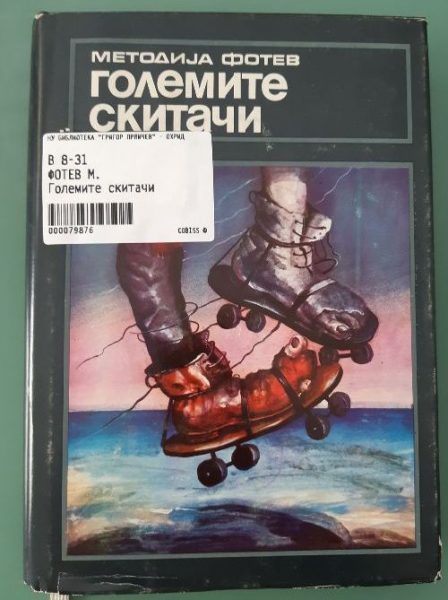 МЕТОДИЈА ФОТЕВ
ГОЛЕМИТЕ
СКИТАЧИ
НУ БИБЛИОТЕКА "ГРИГОР ПРЛИЧЕВ" - ОХРИД
В 8-31
ФОТЕВ М.
Големите скитачи
000079876
COBISS ©